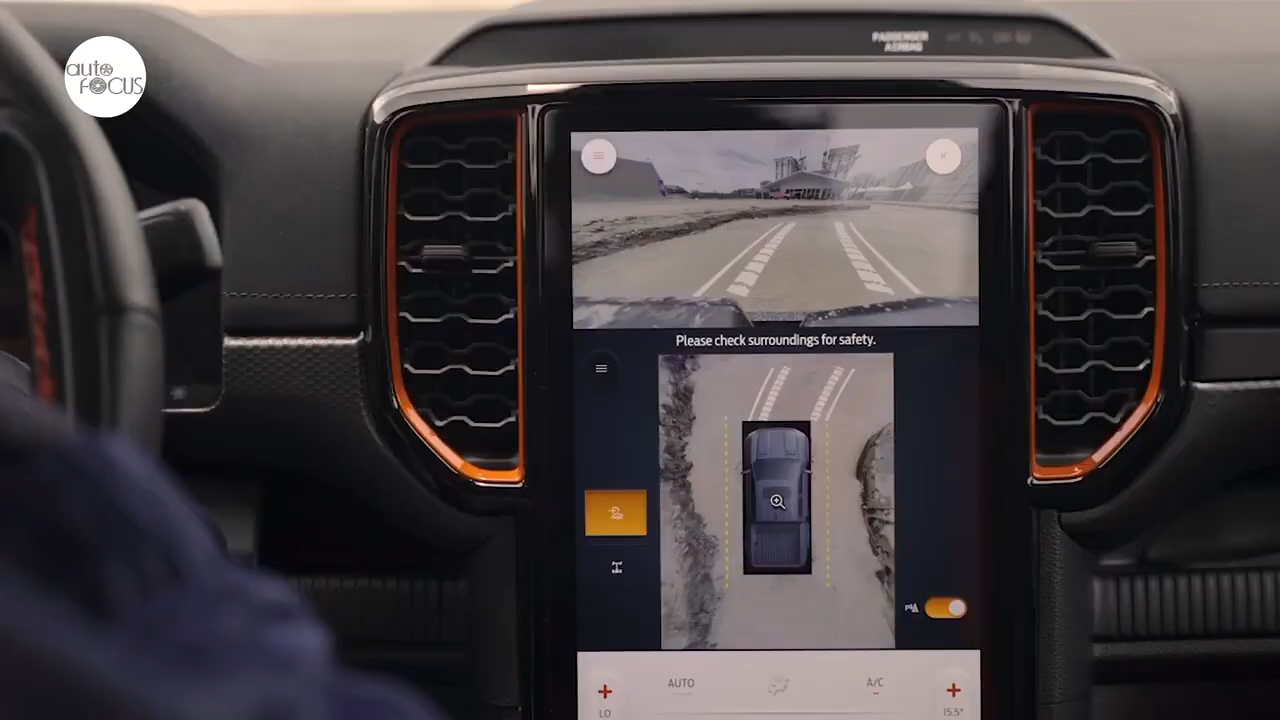 auto
FOCUS
PASSENGER
AIRBAG
Please check surroundings for safety.
AUTO
A/C
LO
15.5°